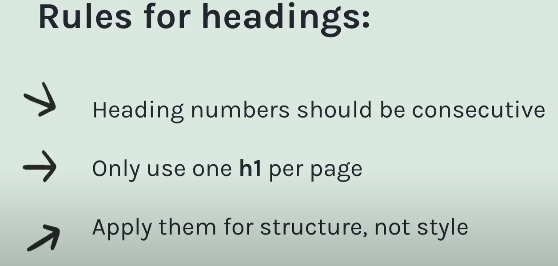 Rules for headings:
Heading numbers should be consecutive
Only use one h1 per page
Apply them for structure, not style